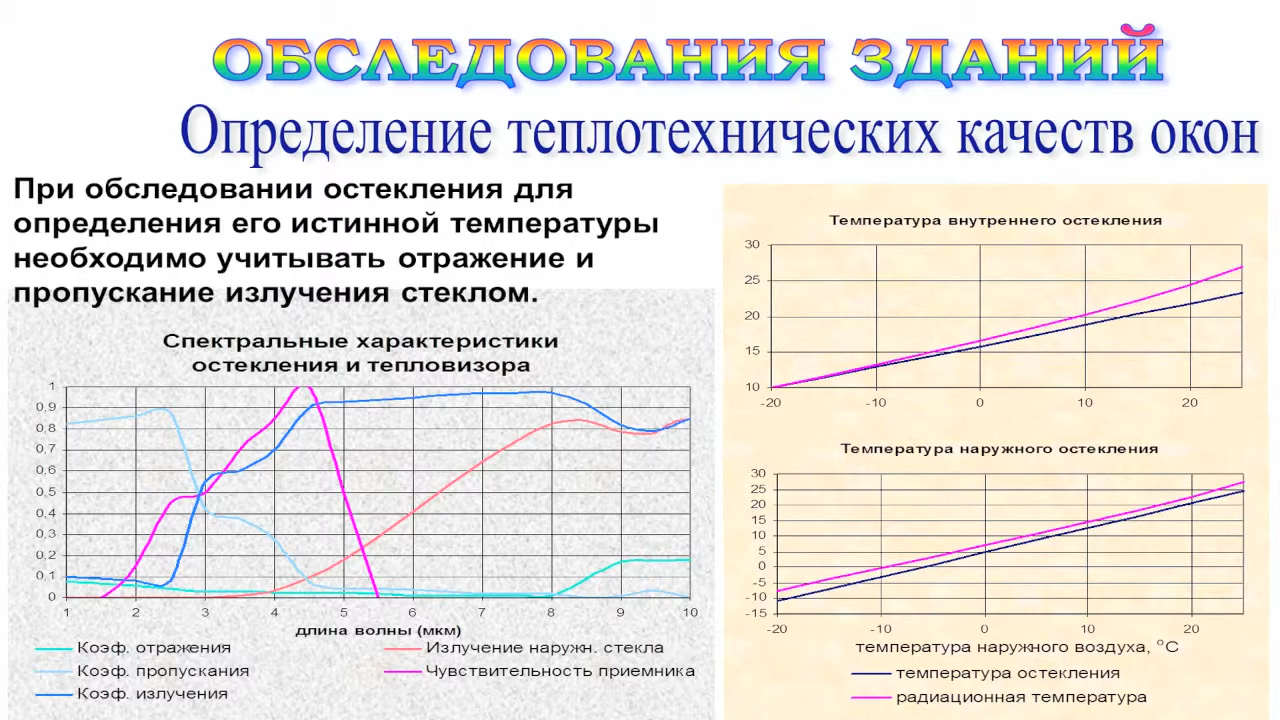 ОБСЛЕДОВАНИЯ ЗДАНИЙ
Определение теплотехнических качеств окон
При обследовании остекления для
определения его истинной температуры
необходимо учитывать отражение и
пропускание излучения стеклом.
Спектральные характеристики
остекления и тепловизора
1
0,9
0,8
0,7
0,6
0,5
0,4
0,3
0,2
0,1
0
1 2 3 4 5 6 7 8 9 10
длина волны (мкм)
Коэф. отражения
Излучение наружн. стекла
Коэф. пропускания
Чувствительность приемника
Коэф. излучения
Температура внутреннего остекления
30
25
20
15
10
-20 -10 0 10 20
Температура наружного остекления
30
25
20
15
10
5
0
-5
-10
-15
-20 -10 0 10 20
температура наружного воздуха, °С
температура остекления
радиационная температура